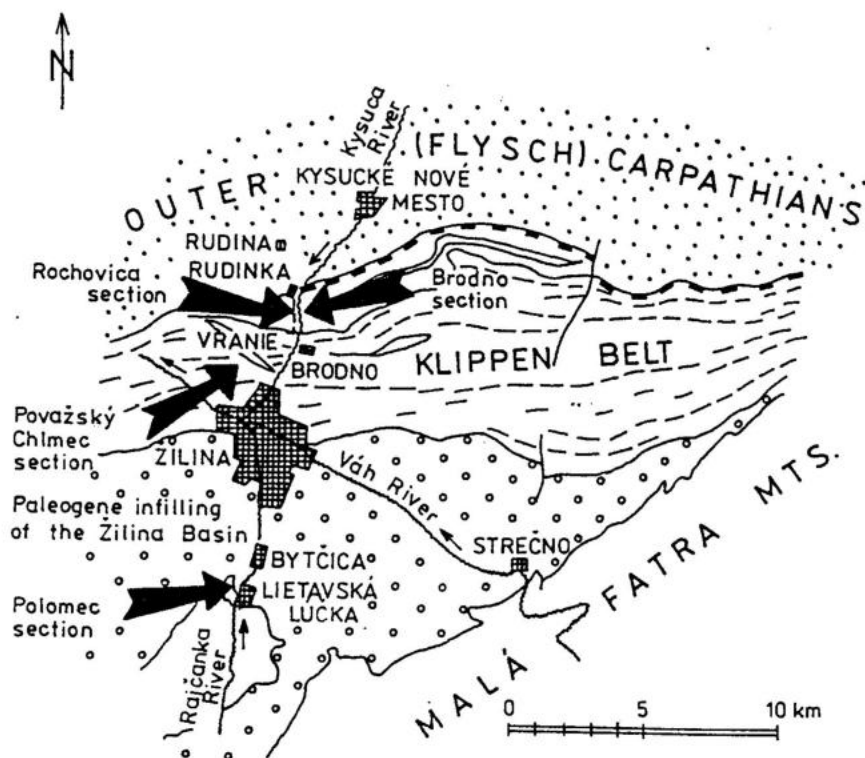 N
Kysuca
River
OUTER (FLYSCH) CARPATHIANS
KYSUCKÉ NOVÉ
MESTO
RUDINA
RUDINKA
Rochovica
section
Brodno
section
VRANIE
BRODNO
KLIPPEN BELT
Považský
Chlmec
section
ŽILINA
Váh River
Paleogene infilling
of the Žilina Basin
STREČNO
BYTČICA
LIETAVSKÁ
LÚČKA
Polomec
section
Rajčanka
River
MALÁ FATRA MTS.
0 5 10 km